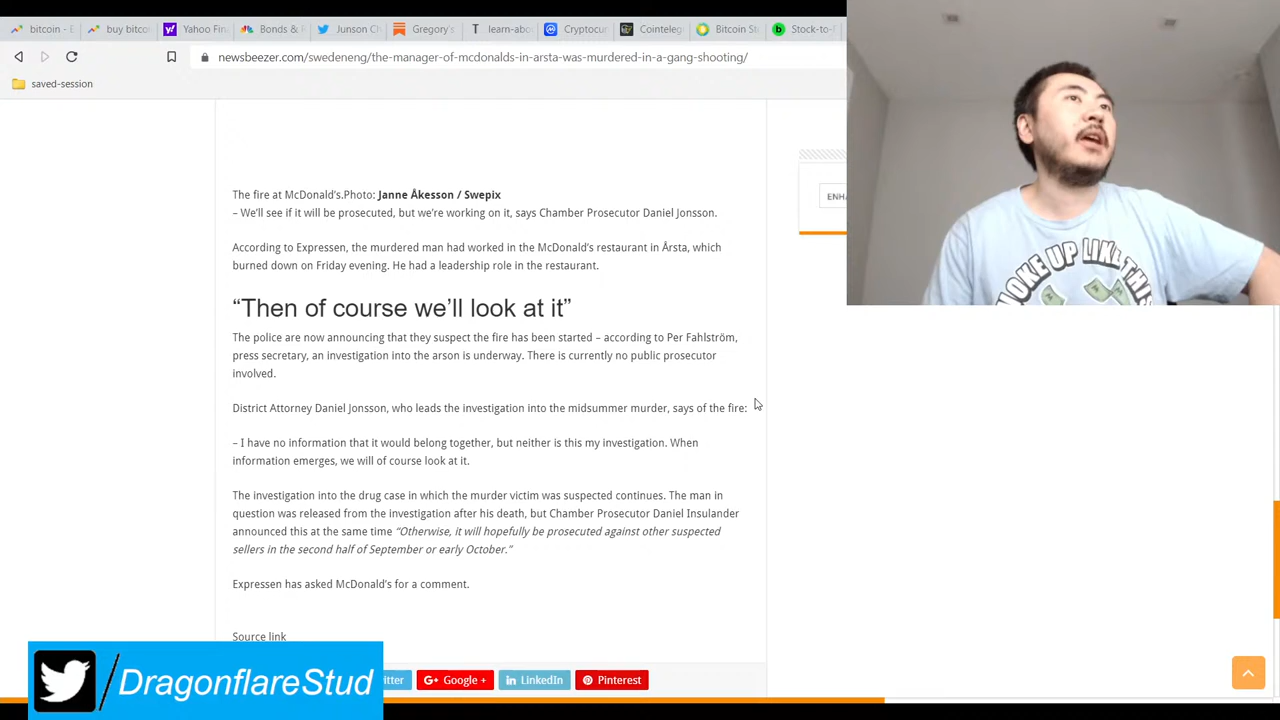 bitcoin - E
buy bitco
Yahoo Fin
Bonds & T
Junson Ch
Gregory's
learn-abo
Cryptocur
Cointeleg
Bitcoin St
Stock-to-F
newsbeezer.com/swedeneng/the-manager-of-mcdonalds-in-arsta-was-murdered-in-a-gang-shooting/
saved-session
The fire at McDonald's.Photo: Janne Åkesson / Swepix
– We'll see if it will be prosecuted, but we're working on it, says Chamber Prosecutor Daniel Jonsson.
According to Expressen, the murdered man had worked in the McDonald's restaurant in Årsta, which
burned down on Friday evening. He had a leadership role in the restaurant.
ENHA
“Then of course we'll look at it”
The police are now announcing that they suspect the fire has been started – according to Per Fahlström,
press secretary, an investigation into the arson is underway. There is currently no public prosecutor
involved.
District Attorney Daniel Jonsson, who leads the investigation into the midsummer murder, says of the fire:
– I have no information that it would belong together, but neither is this my investigation. When
information emerges, we will of course look at it.
The investigation into the drug case in which the murder victim was suspected continues. The man in
question was released from the investigation after his death, but Chamber Prosecutor Daniel Insulander
announced this at the same time “Otherwise, it will hopefully be prosecuted against other suspected
sellers in the second half of September or early October.”
Expressen has asked McDonald's for a comment.
Source link
itter
Google +
LinkedIn
Pinterest
/DragonflareStud
OKE UP LIKE THIS